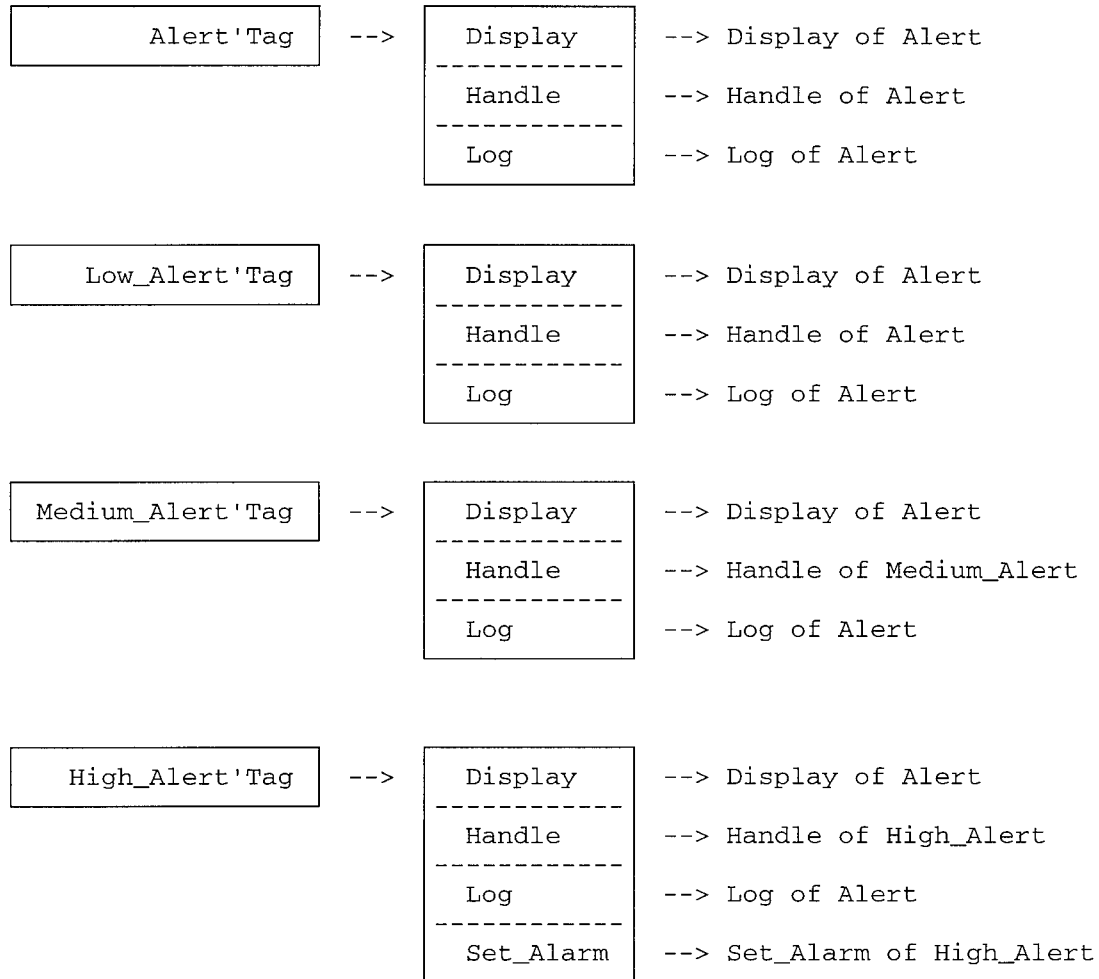 Alert'Tag --> Display --> Display of Alert
Handle --> Handle of Alert
Log --> Log of Alert
Low_Alert'Tag --> Display --> Display of Alert
Handle --> Handle of Alert
Log --> Log of Alert
Medium_Alert'Tag --> Display --> Display of Alert
Handle --> Handle of Medium_Alert
Log --> Log of Alert
High_Alert'Tag --> Display --> Display of Alert
Handle --> Handle of High_Alert
Log --> Log of Alert
Set_Alarm --> Set_Alarm of High_Alert